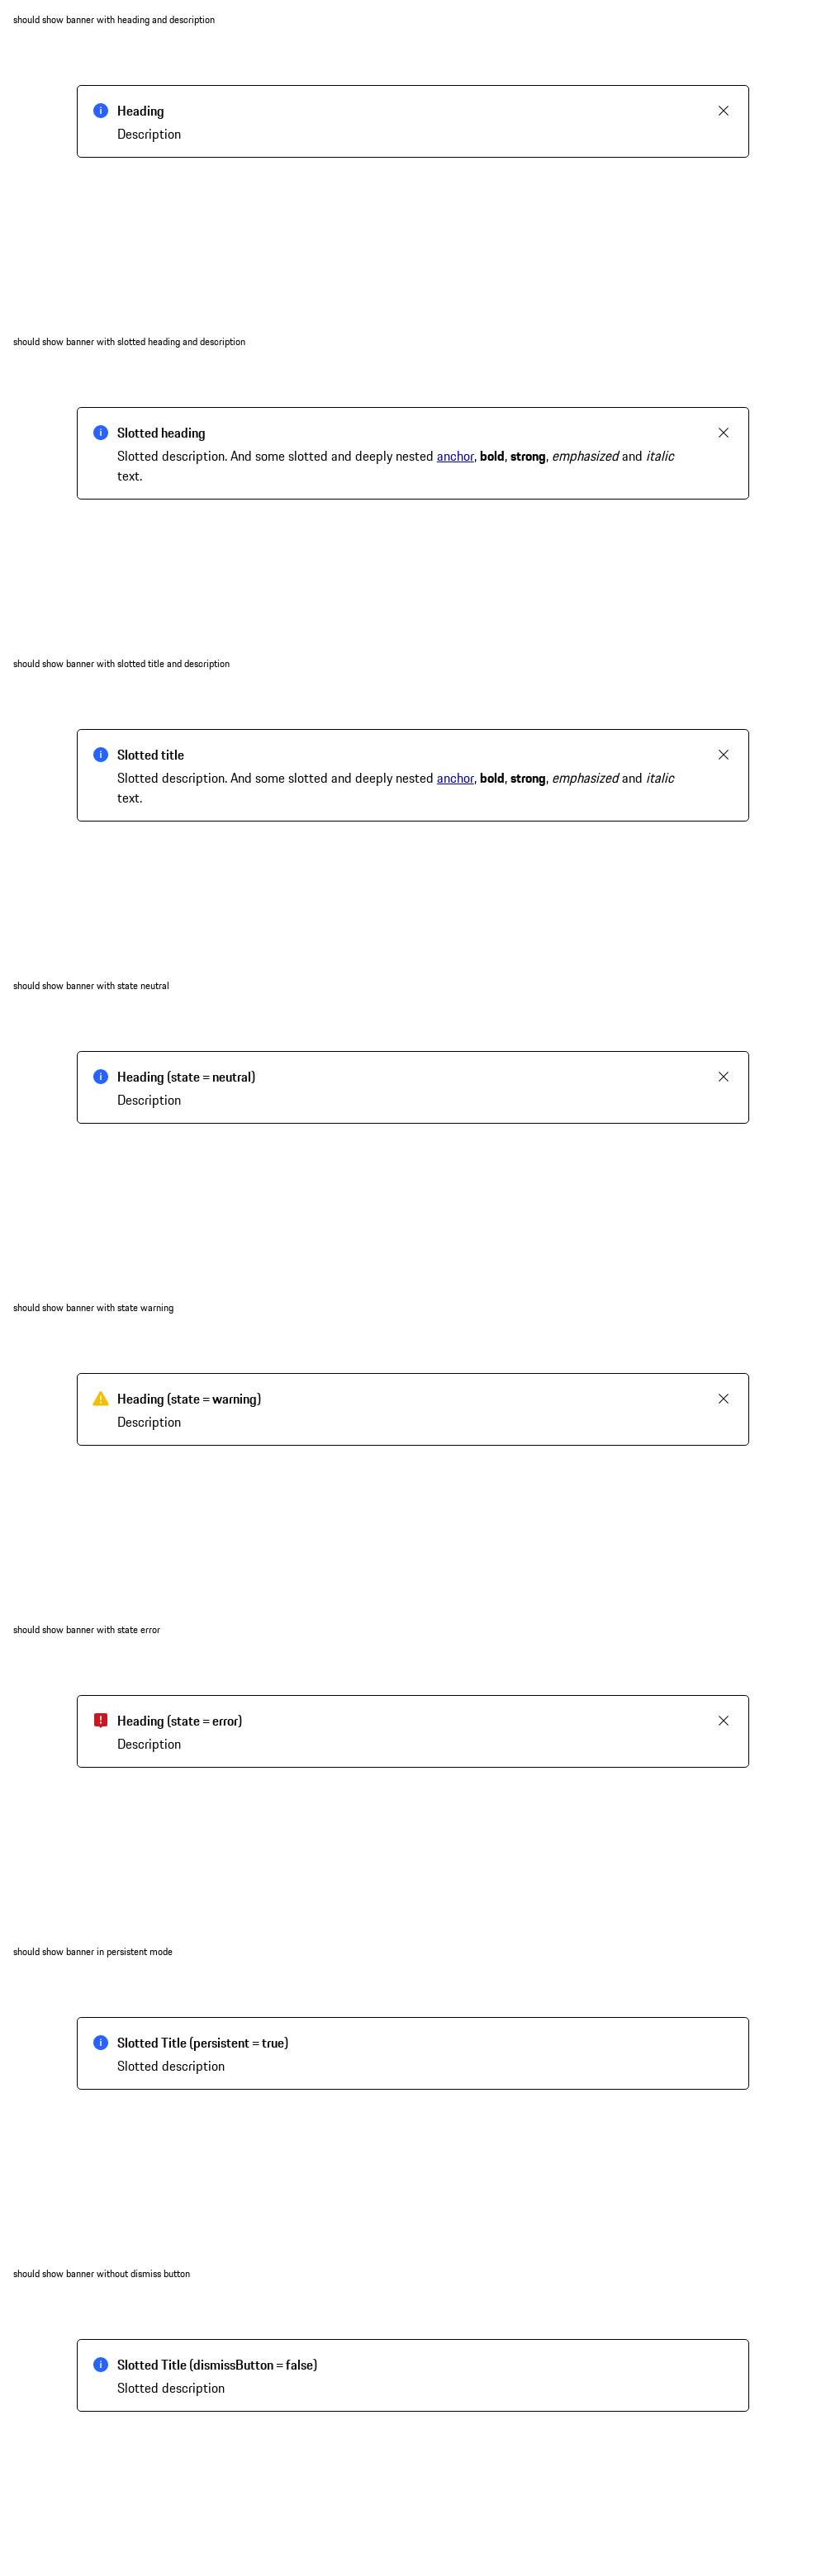 should show banner with heading and description
Heading
Description
should show banner with slotted heading and description
Slotted heading
Slotted description. And some slotted and deeply nested anchor, bold, strong, emphasized and italic
text.
should show banner with slotted title and description
Slotted title
Slotted description. And some slotted and deeply nested anchor, bold, strong, emphasized and italic
text.
should show banner with state neutral
Heading (state = neutral)
Description
should show banner with state warning
Heading (state = warning)
Description
should show banner with state error
Heading (state = error)
Description
should show banner in persistent mode
Slotted Title (persistent = true)
Slotted description
should show banner without dismiss button
Slotted Title (dismissButton = false)
Slotted description